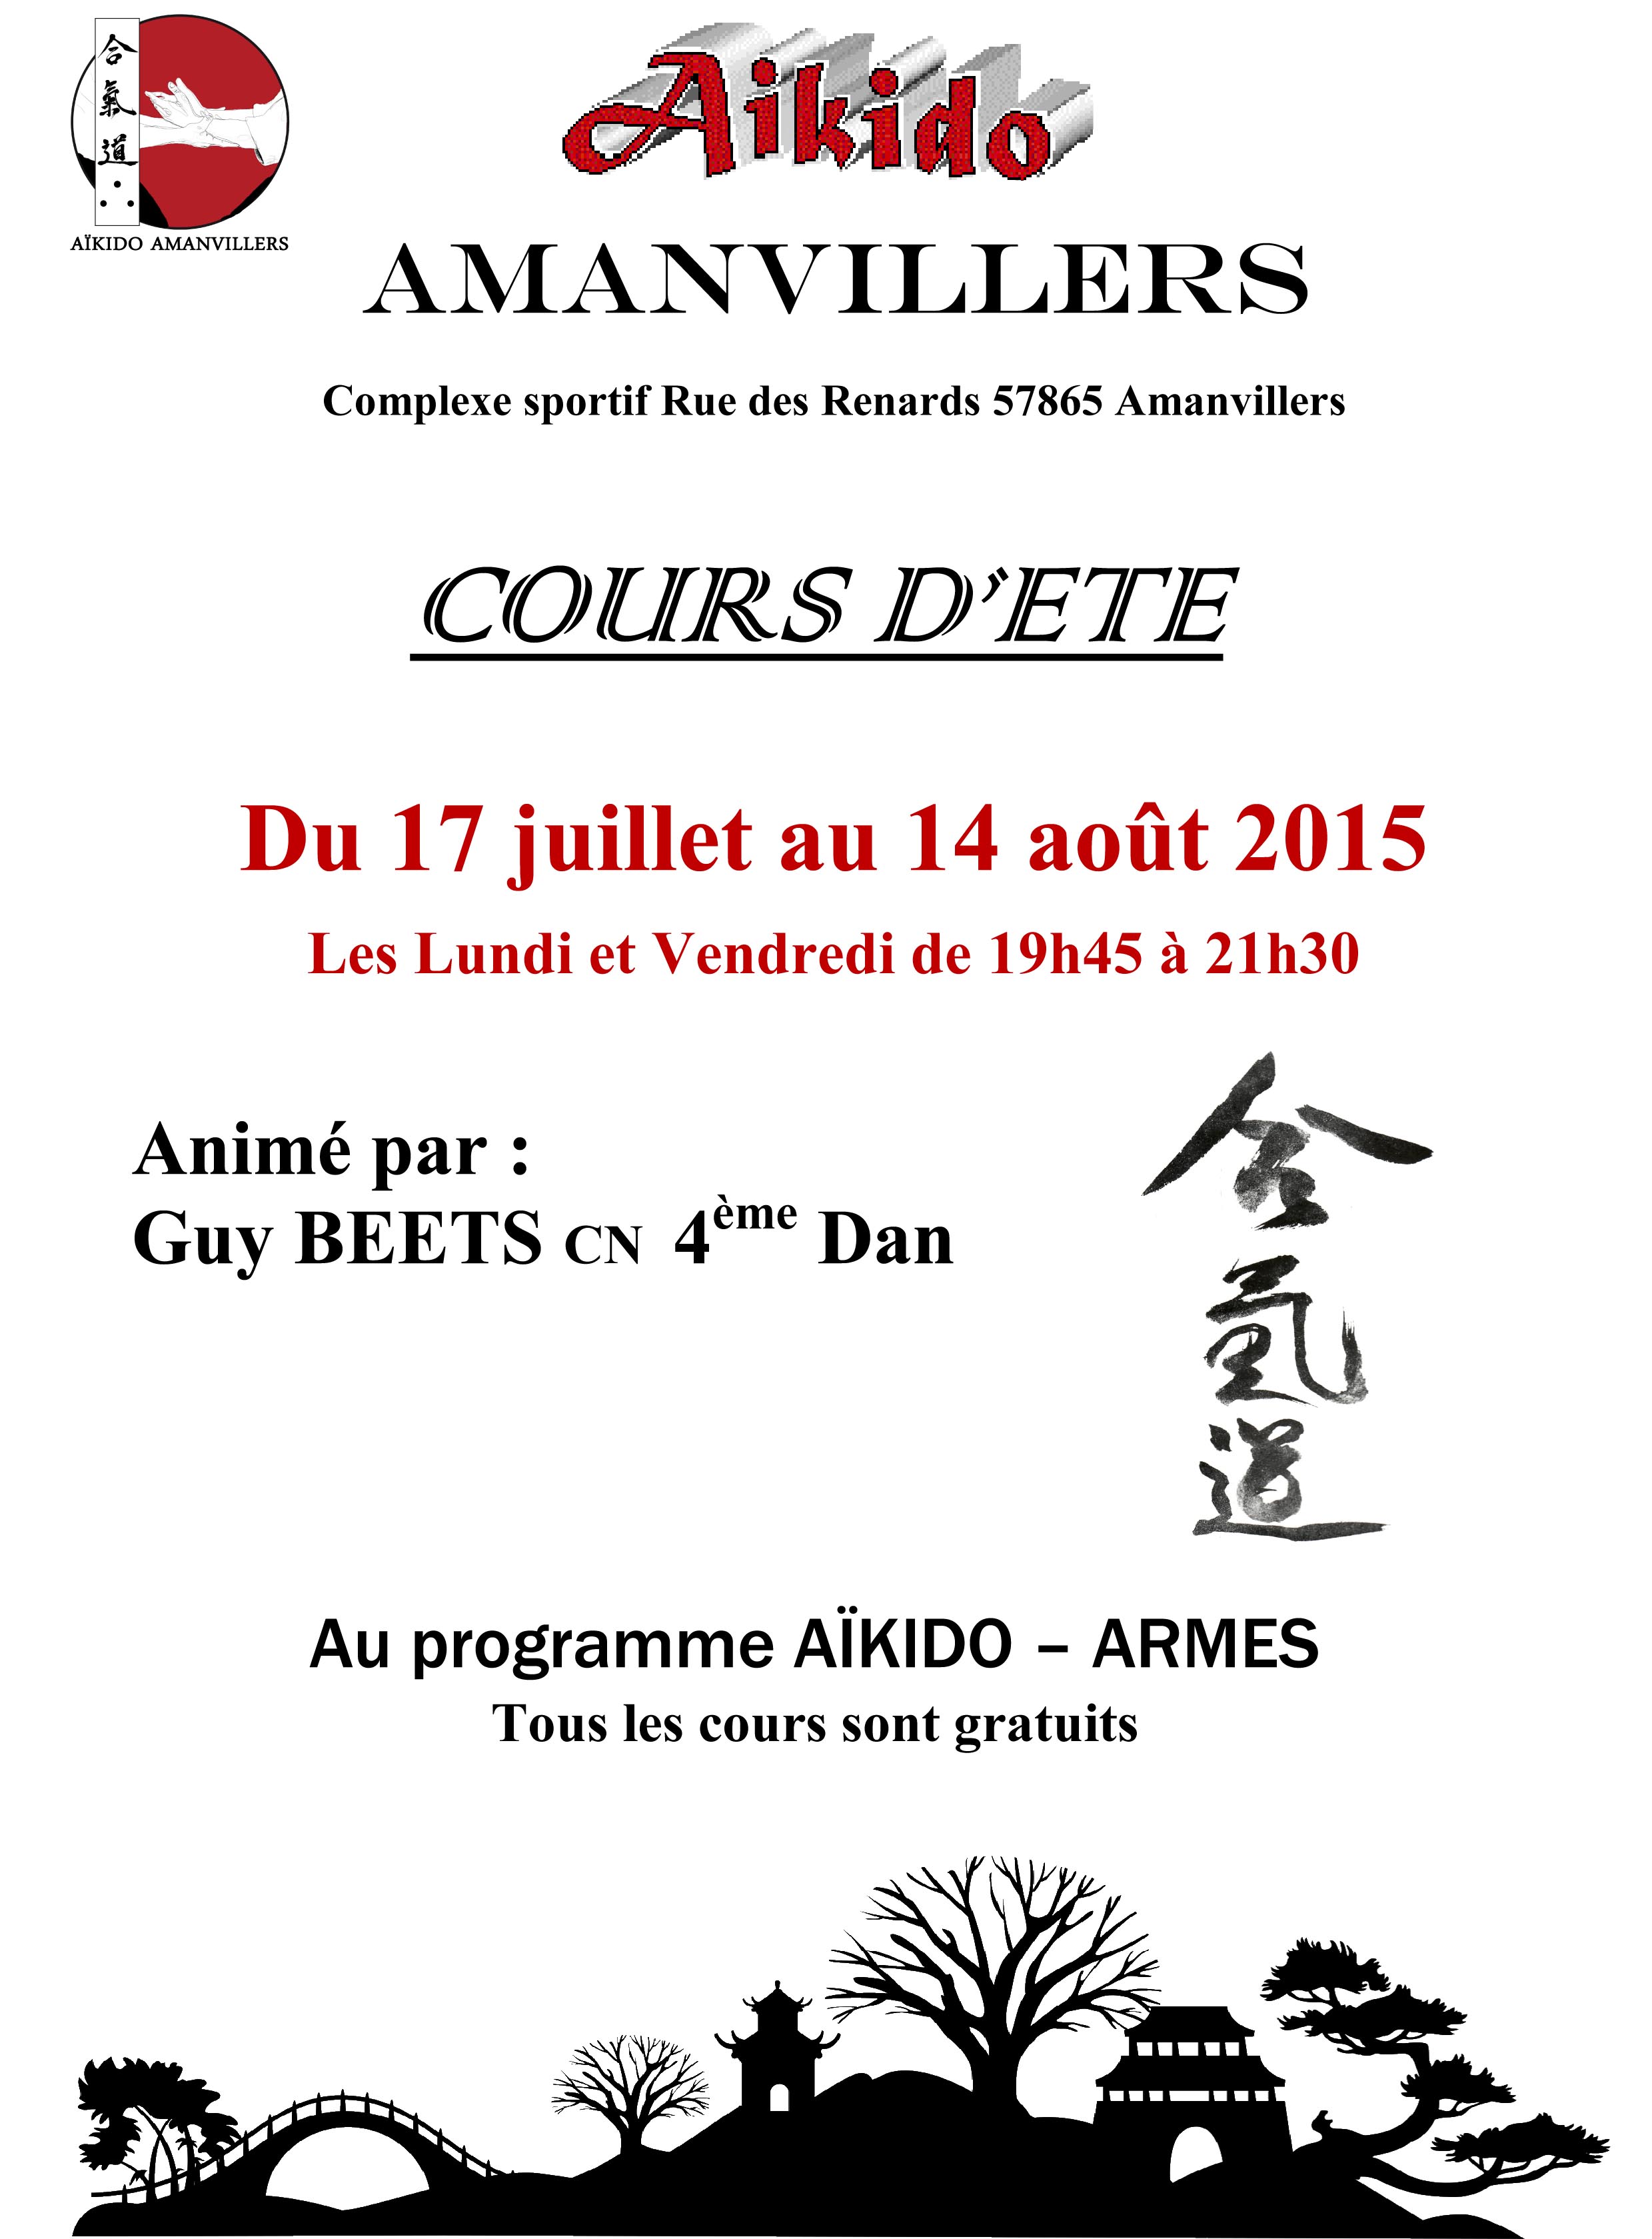 合
氣
道
AÏKIDO AMANVILLERS
Aikido
AMANVILLERS
Complexe sportif Rue des Renards 57865 Amanvillers
COURS D’ETE
Du 17 juillet au 14 août 2015
Les Lundi et Vendredi de 19h45 à 21h30
Animé par :
Guy BEETS CN 4ème Dan
合
氣
道
Au programme AÏKIDO – ARMES
Tous les cours sont gratuits